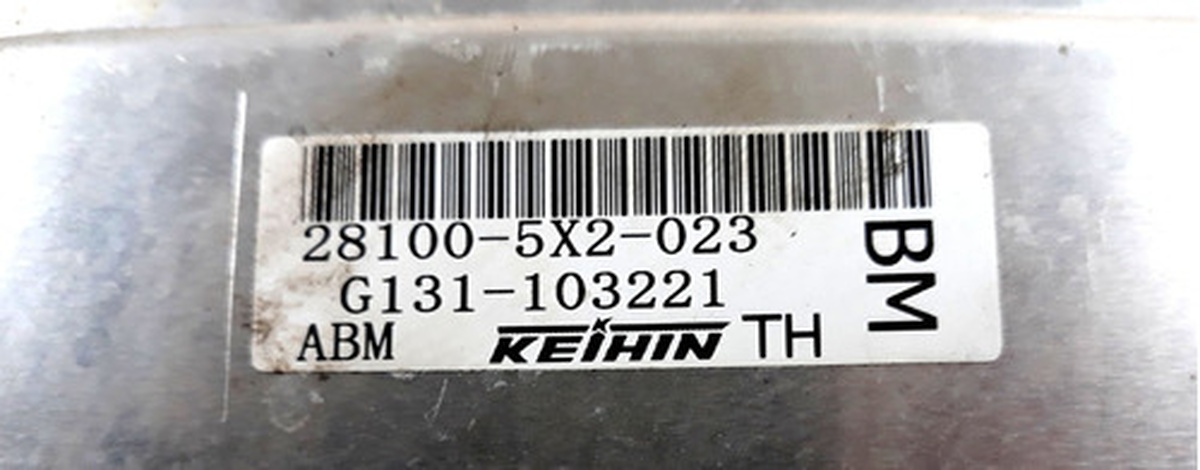 28100-5X2-023
G131-103221
ABM KEIHIN TH
BM